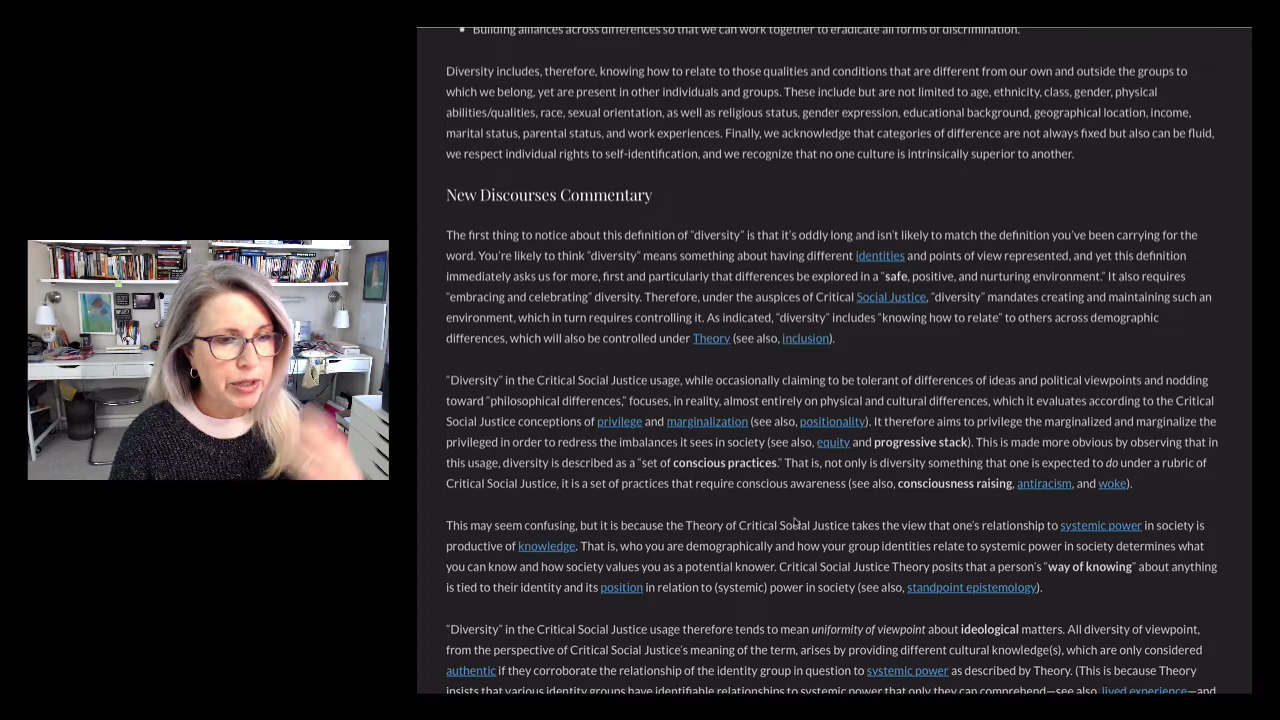 Building alliances across differences so that we can work together to eradicate all forms of discrimination.
Diversity includes, therefore, knowing how to relate to those qualities and conditions that are different from our own and outside the groups to
which we belong, yet are present in other individuals and groups. These include but are not limited to age, ethnicity, class, gender, physical
abilities/qualities, race, sexual orientation, as well as religious status, gender expression, educational background, geographical location, income,
marital status, parental status, and work experiences. Finally, we acknowledge that categories of difference are not always fixed but also can be fluid,
we respect individual rights to self-identification, and we recognize that no one culture is intrinsically superior to another.
New Discourses Commentary
The first thing to notice about this definition of “diversity” is that it’s oddly long and isn’t likely to match the definition you’ve been carrying for the
word. You’re likely to think “diversity” means something about having different identities and points of view represented, and yet this definition
immediately asks us for more, first and particularly that differences be explored in a “safe, positive, and nurturing environment.” It also requires
“embracing and celebrating” diversity. Therefore, under the auspices of Critical Social Justice, “diversity” mandates creating and maintaining such an
environment, which in turn requires controlling it. As indicated, “diversity” includes “knowing how to relate” to others across demographic
differences, which will also be controlled under Theory (see also, inclusion).
“Diversity” in the Critical Social Justice usage, while occasionally claiming to be tolerant of differences of ideas and political viewpoints and nodding
toward “philosophical differences,” focuses, in reality, almost entirely on physical and cultural differences, which it evaluates according to the Critical
Social Justice conceptions of privilege and marginalization (see also, positionality). It therefore aims to privilege the marginalized and marginalize the
privileged in order to redress the imbalances it sees in society (see also, equity and progressive stack). This is made more obvious by observing that in
this usage, diversity is described as a “set of conscious practices.” That is, not only is diversity something that one is expected to do under a rubric of
Critical Social Justice, it is a set of practices that require conscious awareness (see also, consciousness raising, antiracism, and woke).
This may seem confusing, but it is because the Theory of Critical Social Justice takes the view that one’s relationship to systemic power in society is
productive of knowledge. That is, who you are demographically and how your group identities relate to systemic power in society determines what
you can know and how society values you as a potential knower. Critical Social Justice Theory posits that a person’s “way of knowing” about anything
is tied to their identity and its position in relation to (systemic) power in society (see also, standpoint epistemology).
“Diversity” in the Critical Social Justice usage therefore tends to mean uniformity of viewpoint about ideological matters. All diversity of viewpoint,
from the perspective of Critical Social Justice’s meaning of the term, arises by providing different cultural knowledge(s), which are only considered
authentic if they corroborate the relationship of the identity group in question to systemic power as described by Theory. (This is because Theory
insists that various identity groups have identifiable relationships to systemic power that only they can comprehend—see also, lived experience—and